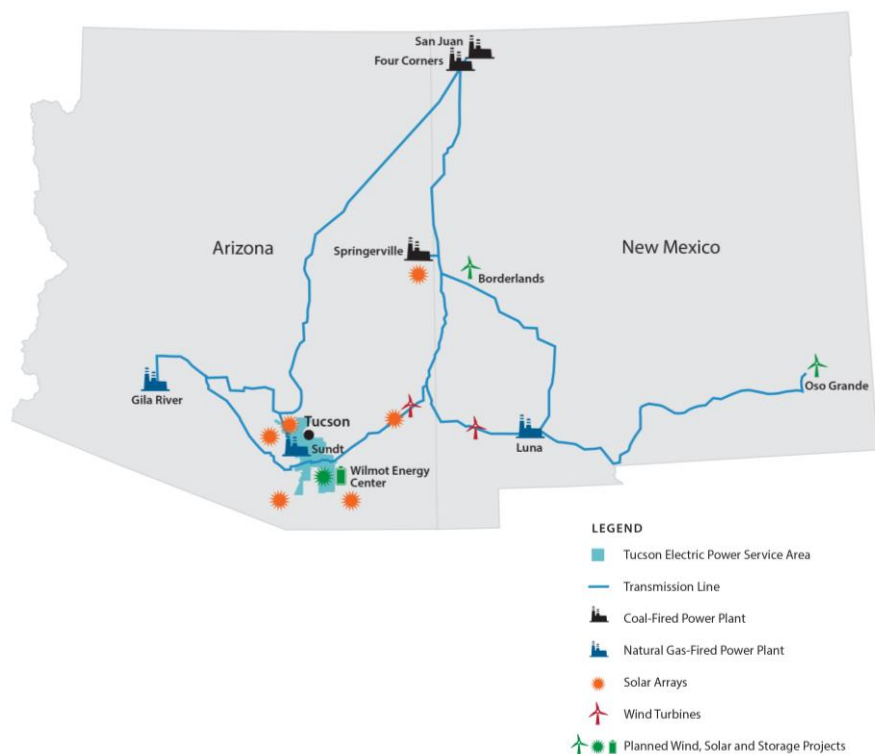 San Juan
Four Corners
Arizona
New Mexico
Springerville
Borderlands
Gila River
Oso Grande
Tucson
Sundt
Luna
Wilmot Energy
Center
LEGEND
Tucson Electric Power Service Area
Transmission Line
Coal-Fired Power Plant
Natural Gas-Fired Power Plant
Solar Arrays
Wind Turbines
Planned Wind, Solar and Storage Projects